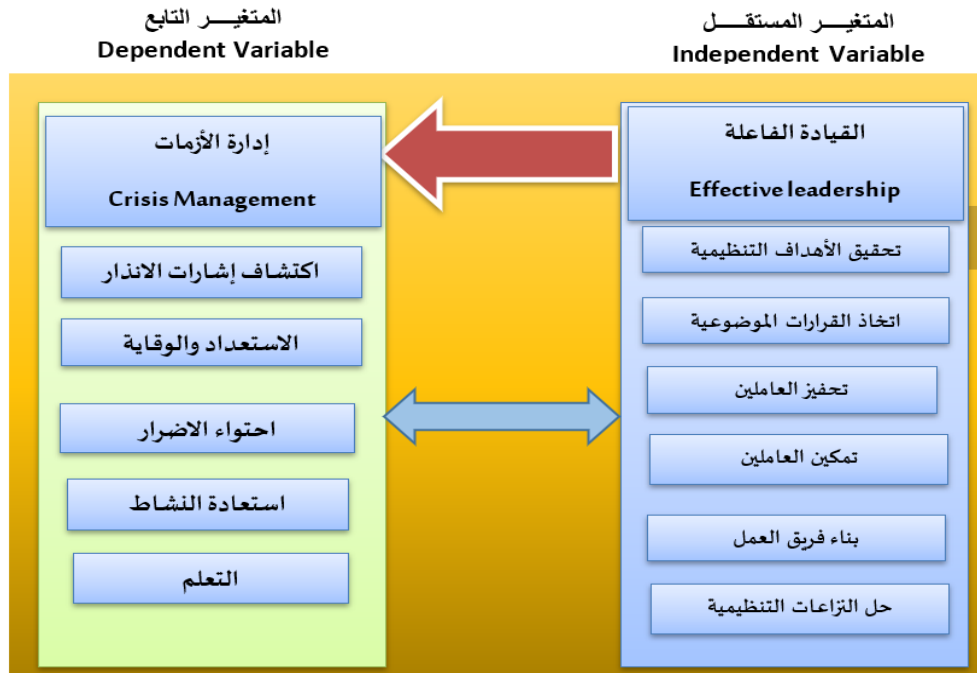 المتغيـــر المستقـــل
Independent Variable
القيادة الفاعلة
Effective leadership
تحقيق الأهداف التنظيمية
اتخاذ القرارات الموضوعية
تحفيز العاملين
تمكين العاملين
بناء فريق العمل
حل النزاعات التنظيمية
المتغيـــر التابع
Dependent Variable
إدارة الأزمات
Crisis Management
اكتشاف إشارات الانذار
الاستعداد والوقاية
احتواء الاضرار
استعادة النشاط
التعلم